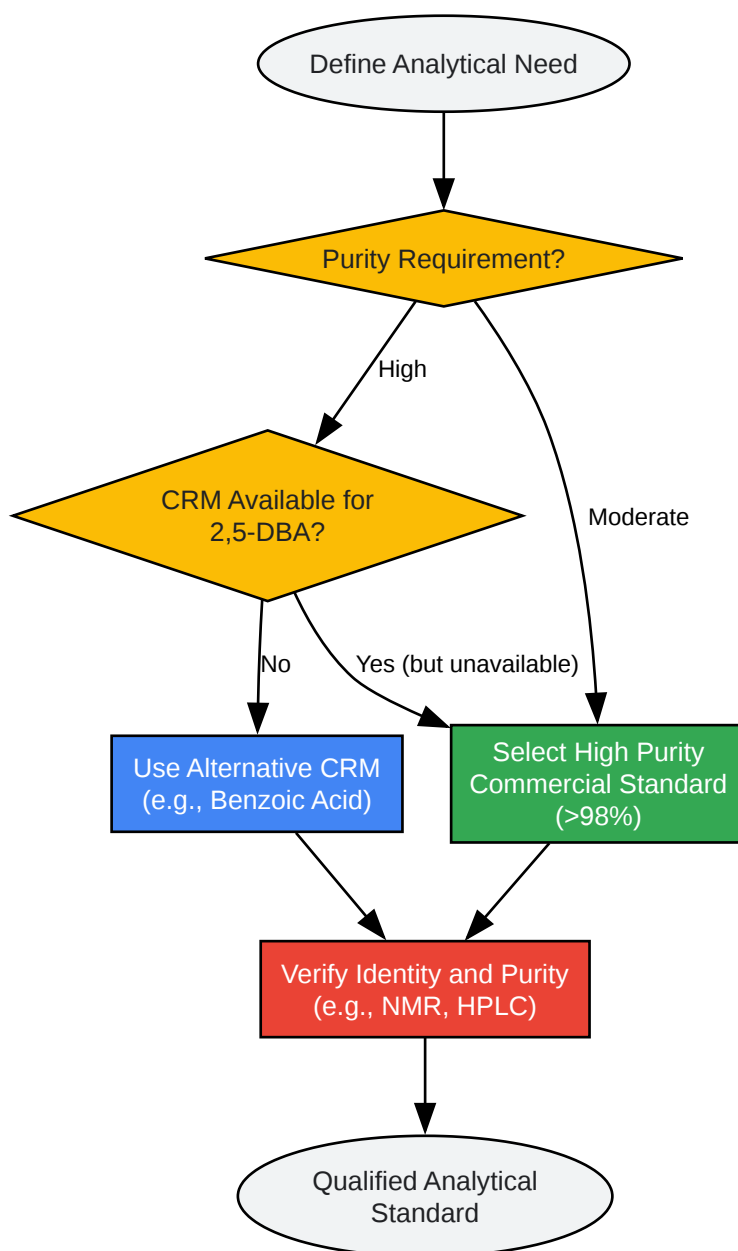 Define Analytical Need
Purity Requirement?
High
CRM Available for
2,5-DBA?
Moderate
No
Yes (but unavailable)
Use Alternative CRM
(e.g., Benzoic Acid)
Select High Purity
Commercial Standard
(>98%)
Verify Identity and Purity
(e.g., NMR, HPLC)
Qualified Analytical
Standard